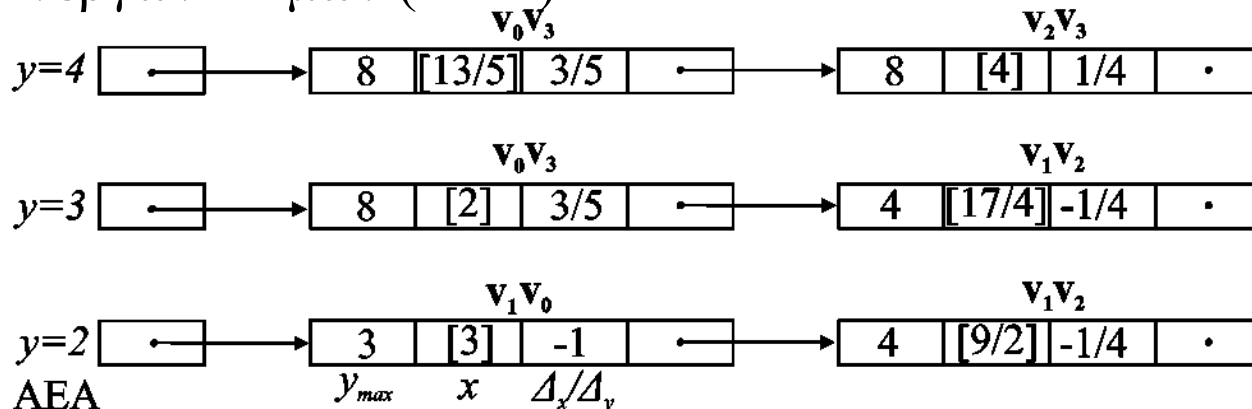 v₀v₃ v₂v₃
y=4 8 [13/5] 3/5 8 [4] 1/4
v₀v₃ v₁v₂
y=3 8 [2] 3/5 4 [17/4] -1/4
v₁v₀ v₁v₂
y=2 3 [3] -1 4 [9/2] -1/4
AEA yₘₐₓ x Δₓ/Δᵧ